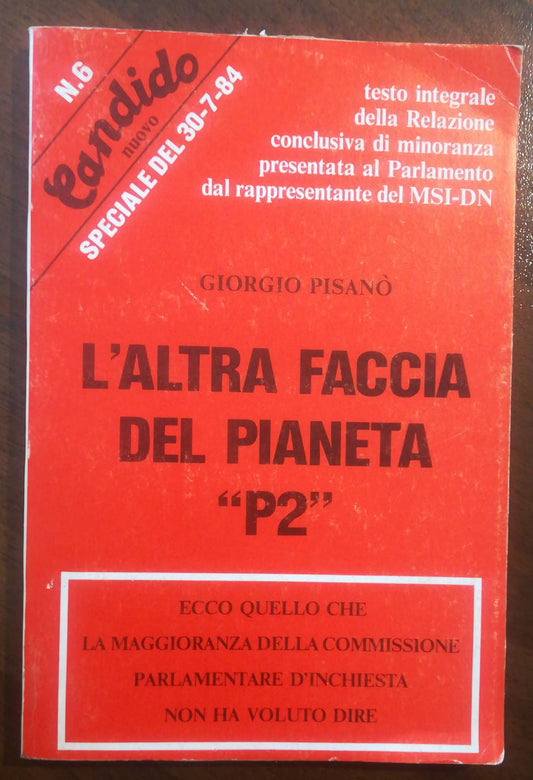 N.6
Candido
nuovo
SPECIALE DEL 30-7-84
testo integrale
della Relazione
conclusiva di minoranza
presentata al Parlamento
dal rappresentante del MSI-DN
GIORGIO PISANÒ
L'ALTRA FACCIA
DEL PIANETA
“P2”
ECCO QUELLO CHE
LA MAGGIORANZA DELLA COMMISSIONE
PARLAMENTARE D'INCHIESTA
NON HA VOLUTO DIRE